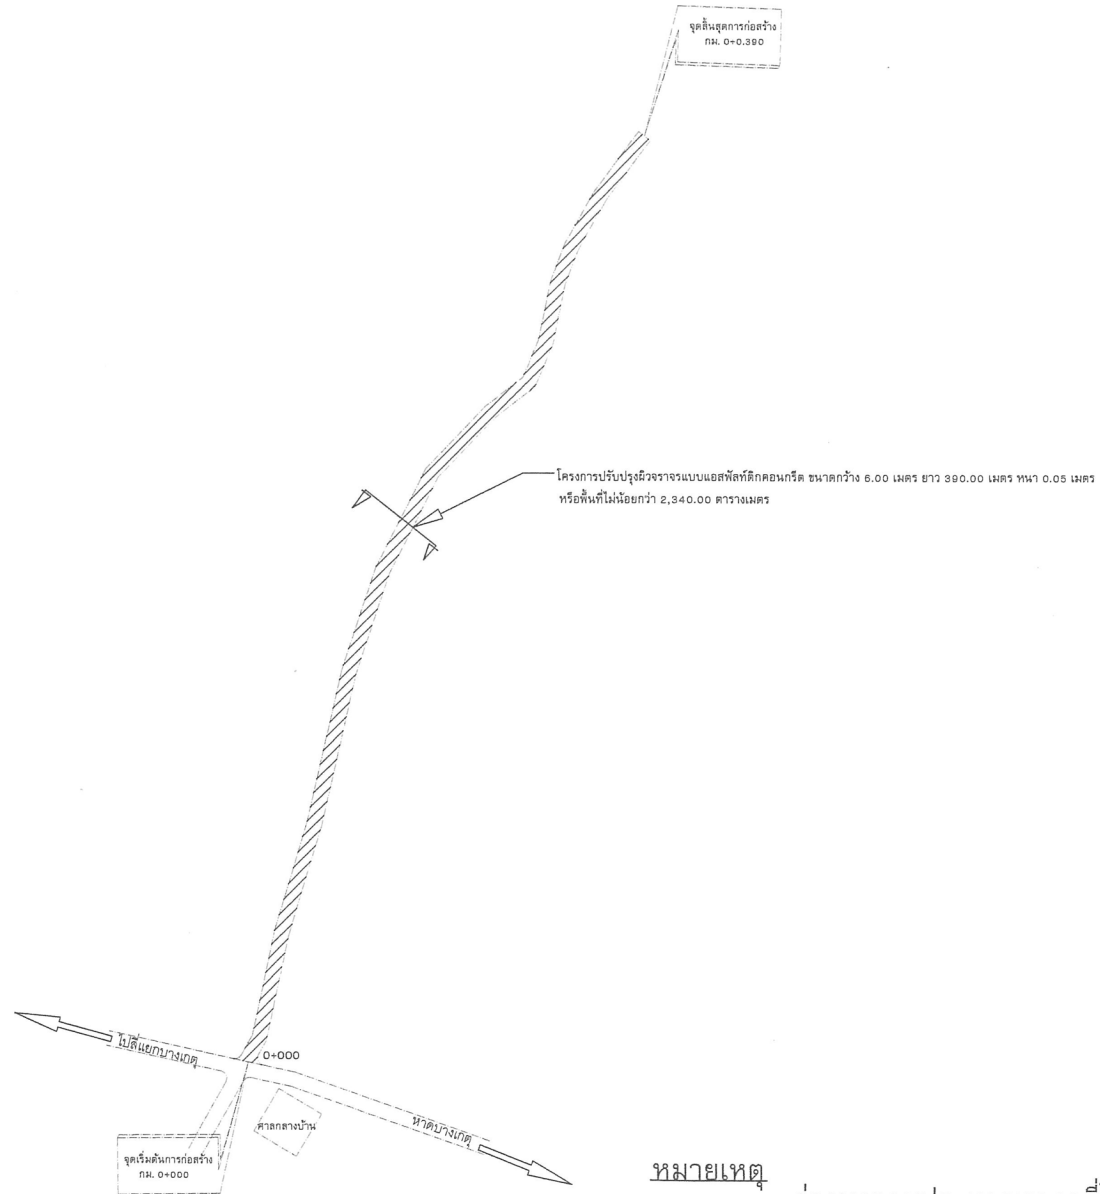 จุดสิ้นสุดการก่อสร้าง
กม. 0+0.390
โครงการปรับปรุงผิวจราจรแบบแอสฟัลท์ติกคอนกรีต ขนาดกว้าง 6.00 เมตร ยาว 390.00 เมตร หนา 0.05 เมตร
หรือพื้นที่ไม่น้อยกว่า 2,340.00 ตารางเมตร
ไปสี่แยกบางเกตุ
0+000
ศาลกลางบ้าน
หาดบางเกตุ
จุดเริ่มต้นการก่อสร้าง
กม. 0+000
หมายเหตุ